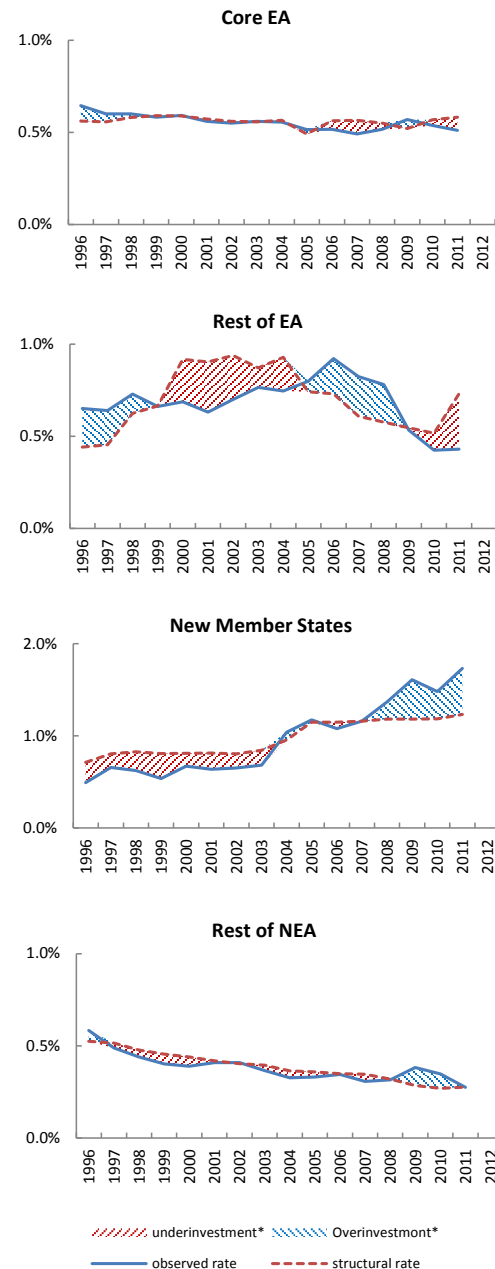 Core EA
1.0%
0.5%
0.0%
1996 1997 1998 1999 2000 2001 2002 2003 2004 2005 2006 2007 2008 2009 2010 2011 2012
Rest of EA
1.0%
0.5%
0.0%
1996 1997 1998 1999 2000 2001 2002 2003 2004 2005 2006 2007 2008 2009 2010 2011 2012
New Member States
2.0%
1.0%
0.0%
1996 1997 1998 1999 2000 2001 2002 2003 2004 2005 2006 2007 2008 2009 2010 2011 2012
Rest of NEA
1.0%
0.5%
0.0%
1996 1997 1998 1999 2000 2001 2002 2003 2004 2005 2006 2007 2008 2009 2010 2011 2012
underinvestment* Overinvestmont*
observed rate structural rate